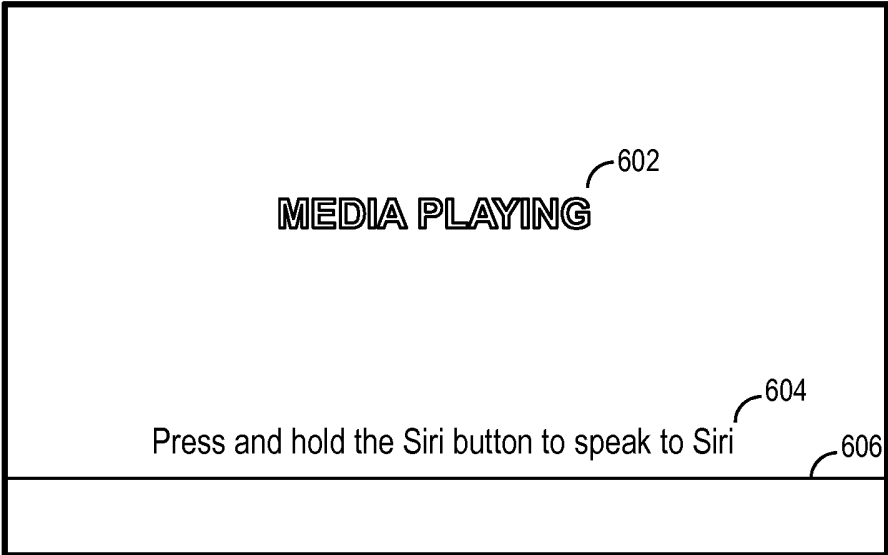 602
MEDIA PLAYING
604
Press and hold the Siri button to speak to Siri
606